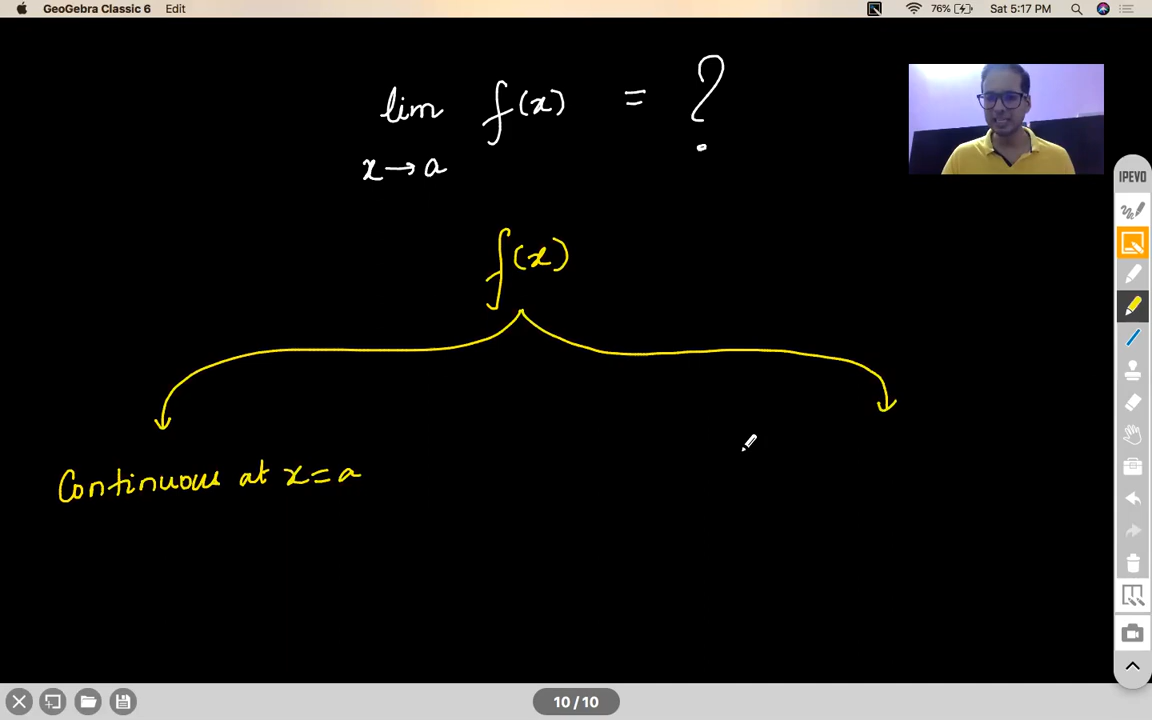 GeoGebra Classic 6 Edit 76% Sat 5:17 PM
lim f(x) = ?
x→a
IPEVO
f(x)
Continuous at x=a
10/10